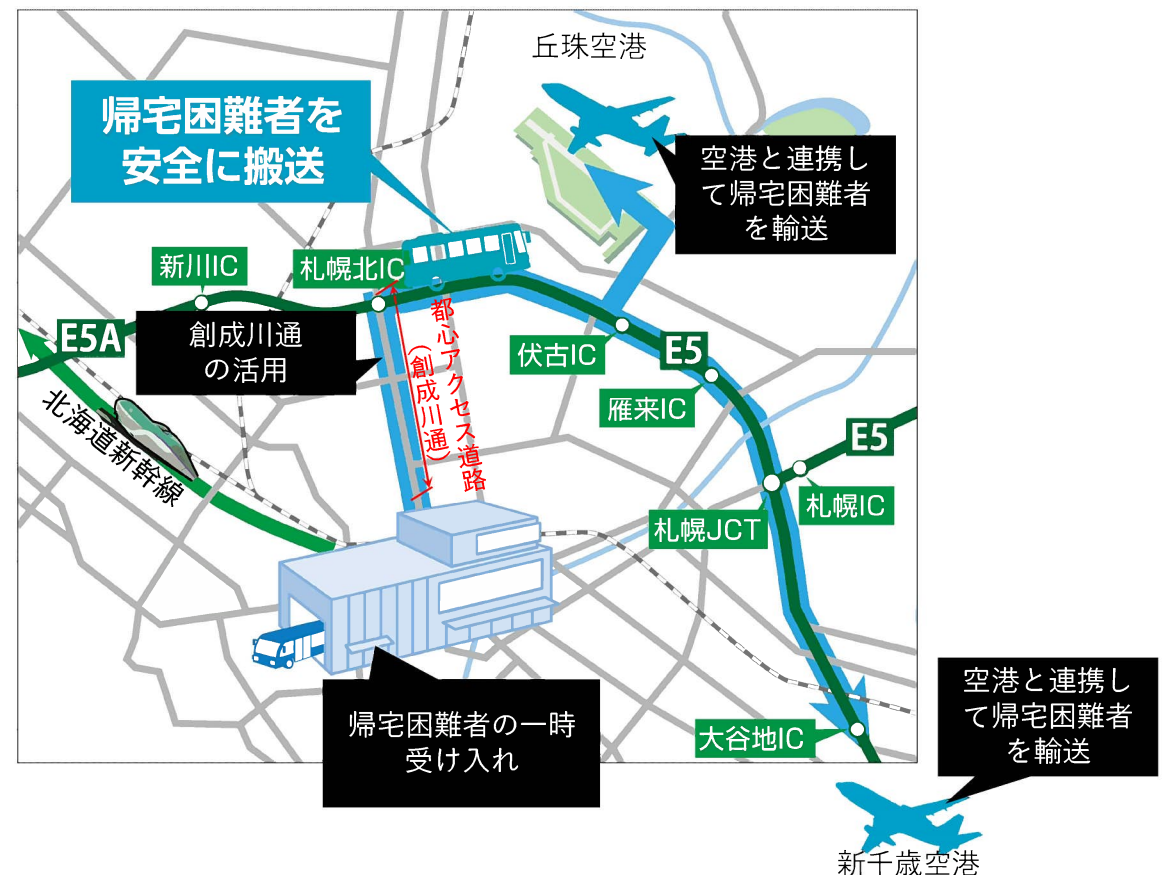 丘珠空港
帰宅困難者を
安全に搬送
空港と連携し
て帰宅困難者
を輸送
新川IC
札幌北IC
E5A
創成川通
の活用
都心アクセス道路
(創成川通)
伏古IC
E5
雁来IC
E5
北海道新幹線
札幌IC
札幌JCT
帰宅困難者の一時
受け入れ
大谷地IC
空港と連携し
て帰宅困難者
を輸送
新千歳空港